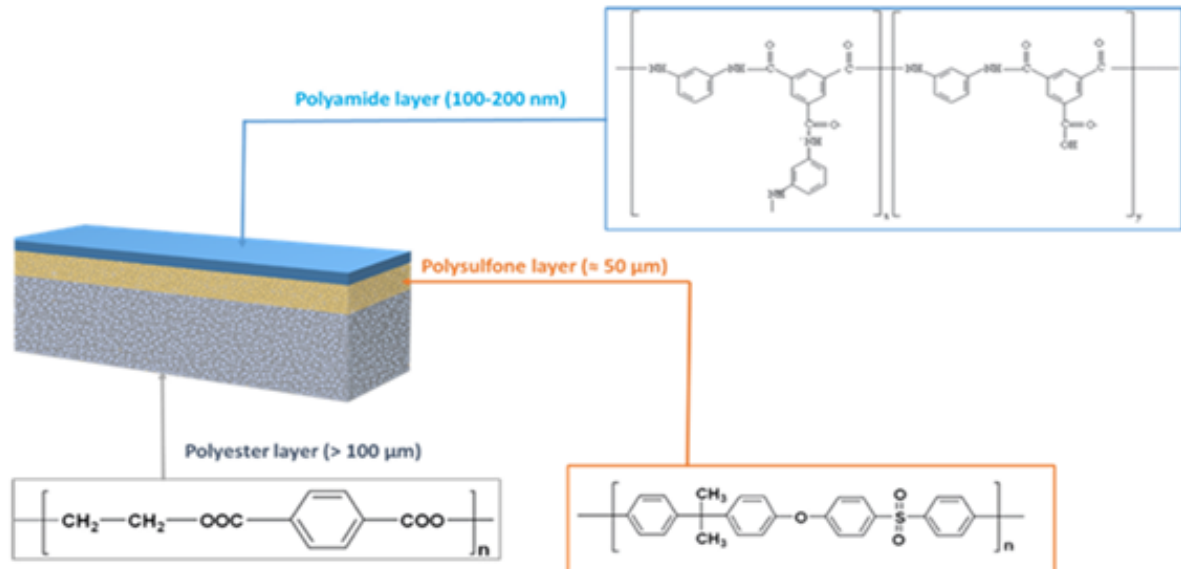 Polyamide layer (100-200 nm)
NH
NH
C
O
C
O
NH
NH
C
O
C
O
C
O
NH
NH
C
O
OH
x
y
Polysulfone layer (≈ 50 µm)
Polyester layer (> 100 µm)
CH₂ CH₂ OOC COO n
CH₃
CH₃
O
O
S
O
n